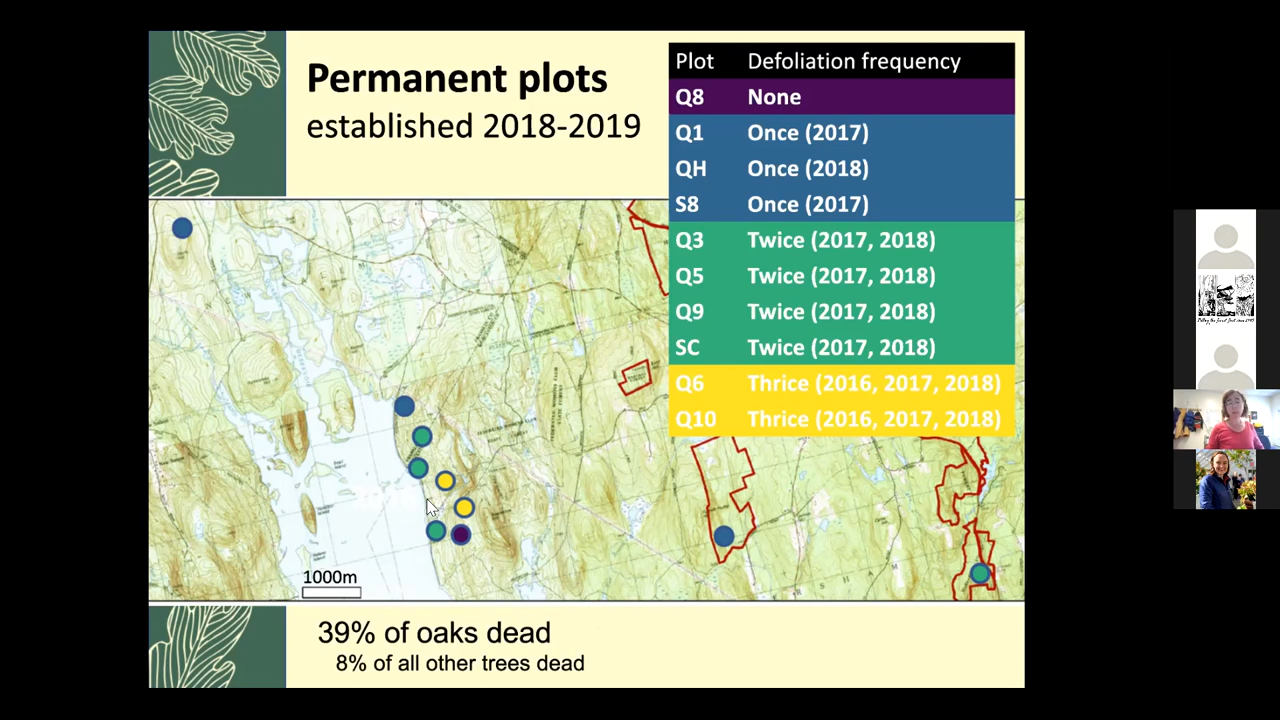 Permanent plots
established 2018-2019
Plot Defoliation frequency
Q8 None
Q1 Once (2017)
QH Once (2018)
S8 Once (2017)
Q3 Twice (2017, 2018)
Q5 Twice (2017, 2018)
Q9 Twice (2017, 2018)
SC Twice (2017, 2018)
Q6 Thrice (2016, 2017, 2018)
Q10 Thrice (2016, 2017, 2018)
1000m
39% of oaks dead
8% of all other trees dead